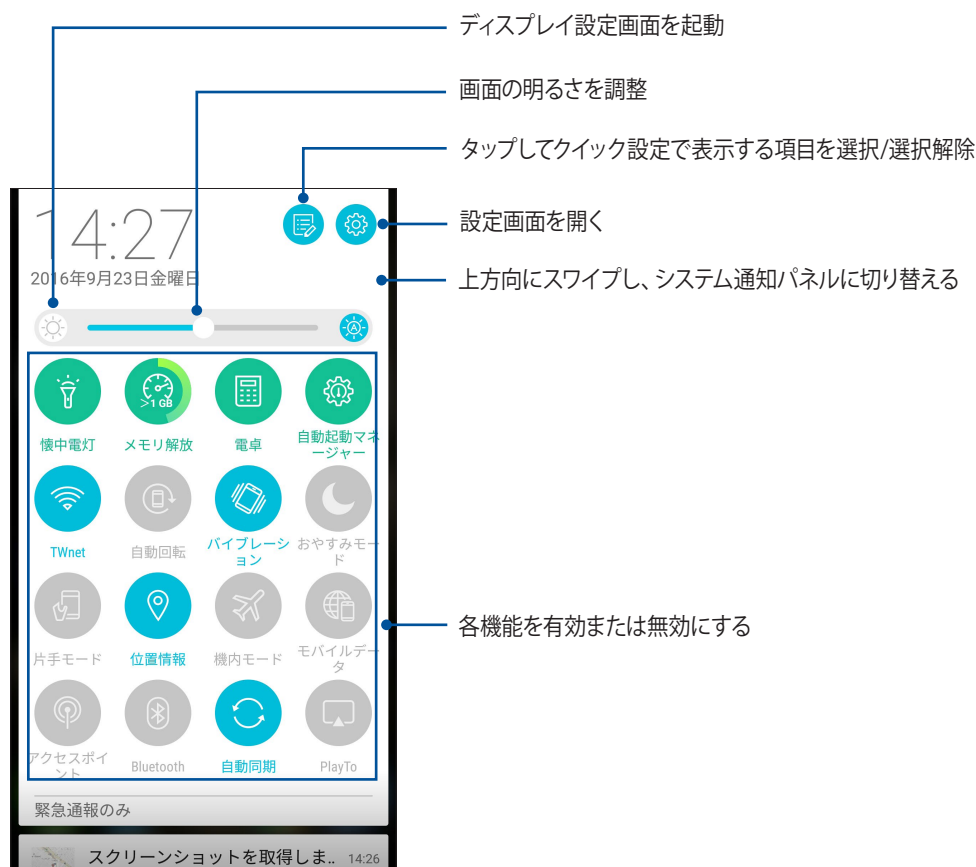 ディスプレイ設定画面を起動
画面の明るさを調整
タップしてクイック設定で表示する項目を選択/選択解除
設定画面を開く
上方向にスワイプし、システム通知パネルに切り替える
各機能を有効または無効にする
14:27
2016年9月23日金曜日
A
>1 GB
懐中電灯
メモリ解放
電卓
自動起動マネ
ージャー
TWnet
自動回転
バイブレーシ
ョン
おやすみモー
ド
片手モード
位置情報
機内モード
モバイルデー
タ
アクセスポイ
ント
Bluetooth
自動同期
PlayTo
緊急通報のみ
スクリーンショットを取得しま..
14:26